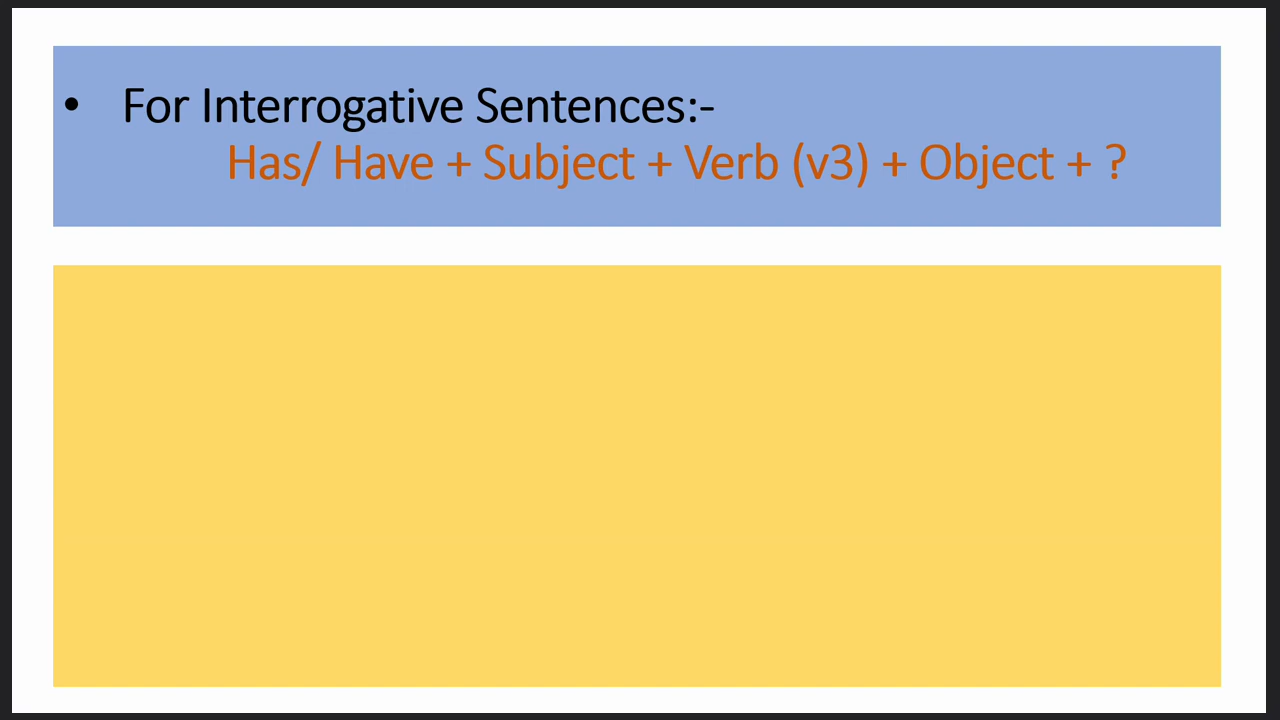 • For Interrogative Sentences:-
Has/ Have + Subject + Verb (v3) + Object + ?